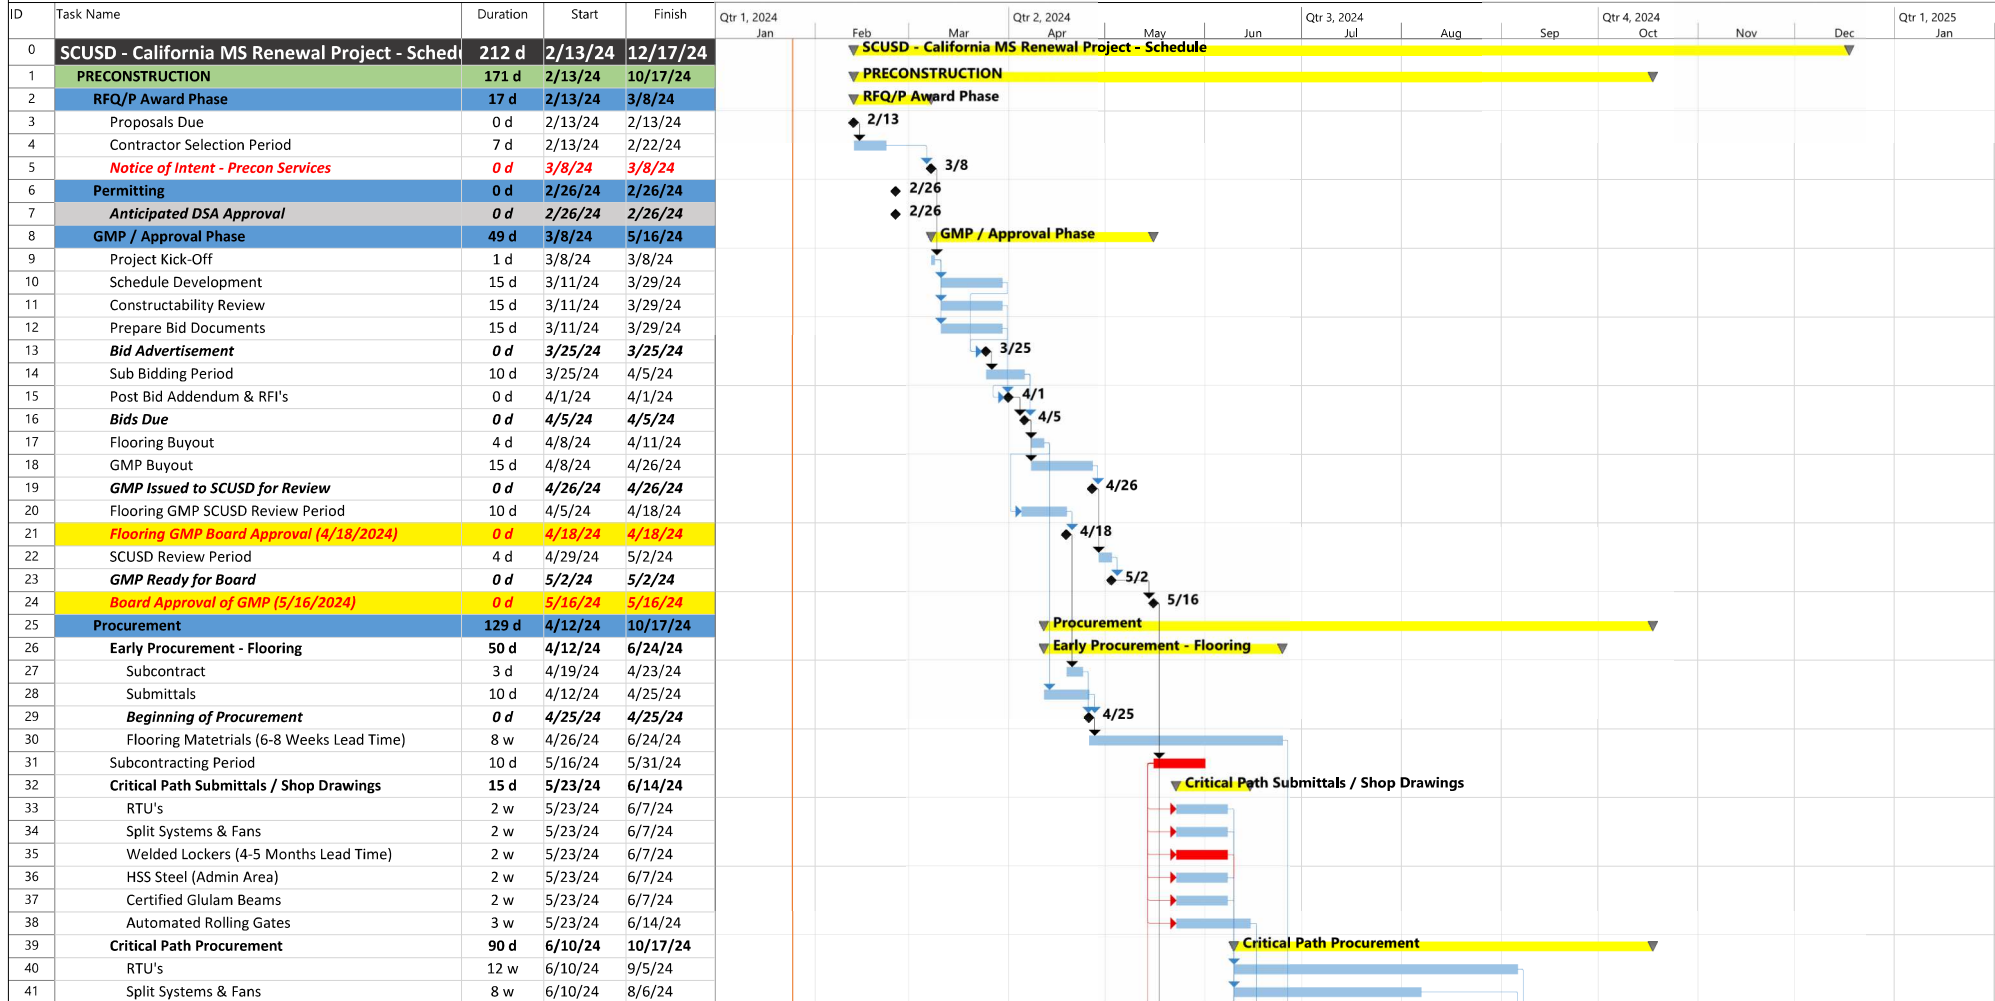 ID Task Name Duration Start Finish Qtr 1, 2024 Qtr 2, 2024 Qtr 3, 2024 Qtr 4, 2024 Qtr 1, 2025
Jan Feb Mar Apr May Jun Jul Aug Sep Oct Nov Dec Jan
0 SCUSD - California MS Renewal Project - Schedu 212 d 2/13/24 12/17/24 SCUSD - California MS Renewal Project - Schedule
1 PRECONSTRUCTION 171 d 2/13/24 10/17/24 PRECONSTRUCTION
2 RFQ/P Award Phase 17 d 2/13/24 3/8/24 RFQ/P Award Phase
3 Proposals Due 0 d 2/13/24 2/13/24 2/13
4 Contractor Selection Period 7 d 2/13/24 2/22/24
5 Notice of Intent - Precon Services 0 d 3/8/24 3/8/24 3/8
6 Permitting 0 d 2/26/24 2/26/24 2/26
7 Anticipated DSA Approval 0 d 2/26/24 2/26/24 2/26
8 GMP / Approval Phase 49 d 3/8/24 5/16/24 GMP / Approval Phase
9 Project Kick-Off 1 d 3/8/24 3/8/24
10 Schedule Development 15 d 3/11/24 3/29/24
11 Constructability Review 15 d 3/11/24 3/29/24
12 Prepare Bid Documents 15 d 3/11/24 3/29/24
13 Bid Advertisement 0 d 3/25/24 3/25/24 3/25
14 Sub Bidding Period 10 d 3/25/24 4/5/24
15 Post Bid Addendum & RFI's 0 d 4/1/24 4/1/24 4/1
16 Bids Due 0 d 4/5/24 4/5/24 4/5
17 Flooring Buyout 4 d 4/8/24 4/11/24
18 GMP Buyout 15 d 4/8/24 4/26/24
19 GMP Issued to SCUSD for Review 0 d 4/26/24 4/26/24 4/26
20 Flooring GMP SCUSD Review Period 10 d 4/5/24 4/18/24
21 Flooring GMP Board Approval (4/18/2024) 0 d 4/18/24 4/18/24 4/18
22 SCUSD Review Period 4 d 4/29/24 5/2/24
23 GMP Ready for Board 0 d 5/2/24 5/2/24 5/2
24 Board Approval of GMP (5/16/2024) 0 d 5/16/24 5/16/24 5/16
25 Procurement 129 d 4/12/24 10/17/24 Procurement
26 Early Procurement - Flooring 50 d 4/12/24 6/24/24 Early Procurement - Flooring
27 Subcontract 3 d 4/19/24 4/23/24
28 Submittals 10 d 4/12/24 4/25/24
29 Beginning of Procurement 0 d 4/25/24 4/25/24 4/25
30 Flooring Matetrials (6-8 Weeks Lead Time) 8 w 4/26/24 6/24/24
31 Subcontracting Period 10 d 5/16/24 5/31/24
32 Critical Path Submittals / Shop Drawings 15 d 5/23/24 6/14/24 Critical Path Submittals / Shop Drawings
33 RTU's 2 w 5/23/24 6/7/24
34 Split Systems & Fans 2 w 5/23/24 6/7/24
35 Welded Lockers (4-5 Months Lead Time) 2 w 5/23/24 6/7/24
36 HSS Steel (Admin Area) 2 w 5/23/24 6/7/24
37 Certified Glulam Beams 2 w 5/23/24 6/7/24
38 Automated Rolling Gates 3 w 5/23/24 6/14/24
39 Critical Path Procurement 90 d 6/10/24 10/17/24 Critical Path Procurement
40 RTU's 12 w 6/10/24 9/5/24
41 Split Systems & Fans 8 w 6/10/24 8/6/24